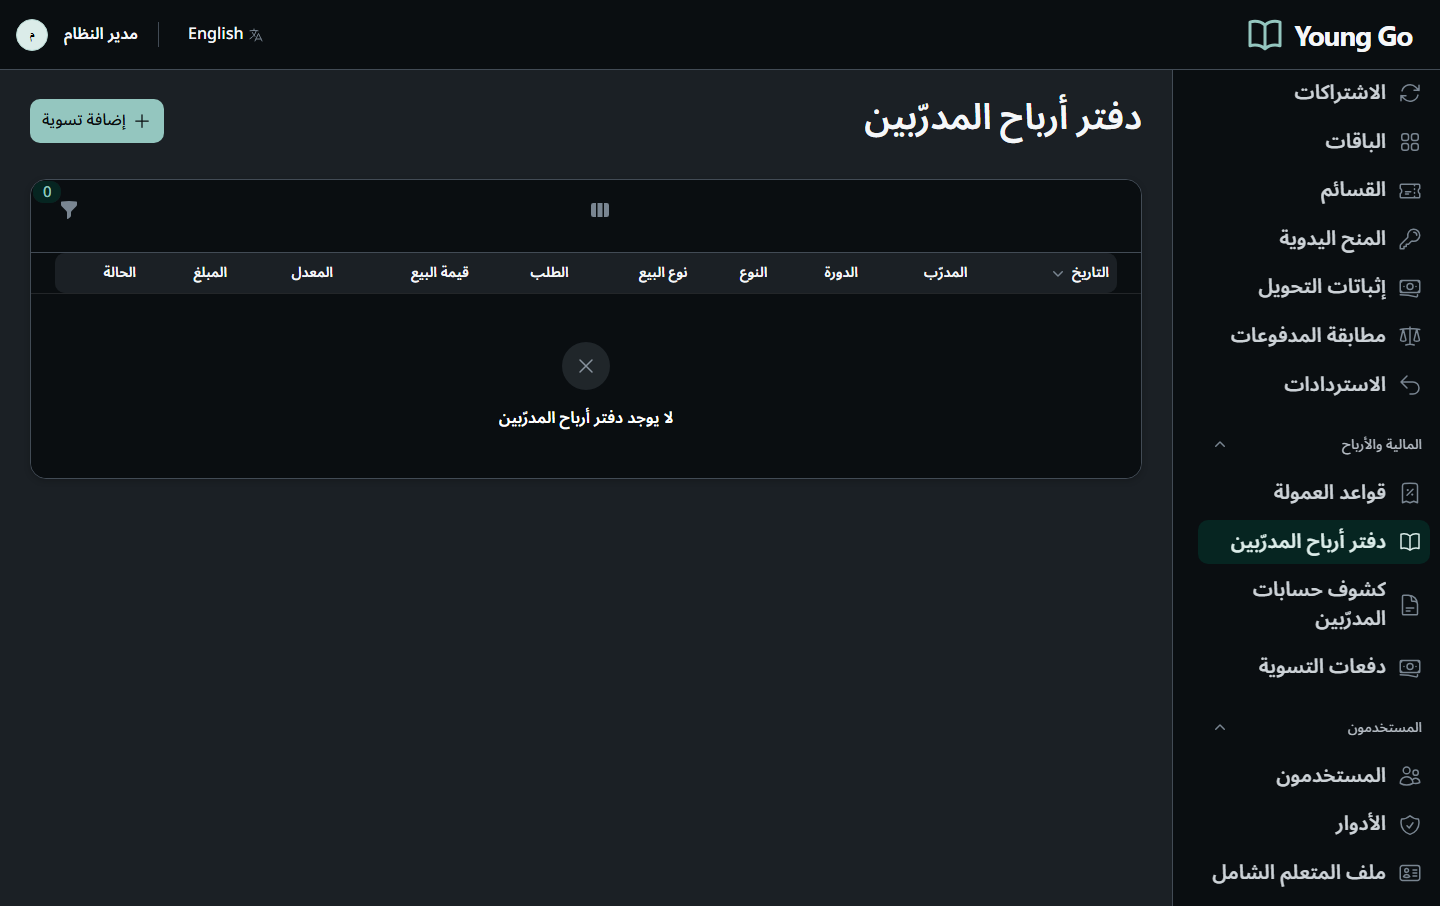 Young Go
English
مدير النظام
م
الاشتراكات
الباقات
القسائم
المنح اليدوية
إثباتات التحويل
مطابقة المدفوعات
الاستردادات
المالية والأرباح
قواعد العمولة
دفتر أرباح المدرّبين
كشوف حسابات
المدرّبين
دفعات التسوية
المستخدمون
المستخدمون
الأدوار
ملف المتعلم الشامل
دفتر أرباح المدرّبين
إضافة تسوية
0
التاريخ المدرّب الدورة النوع نوع البيع الطلب قيمة البيع المعدل المبلغ الحالة
لا يوجد دفتر أرباح المدرّبين